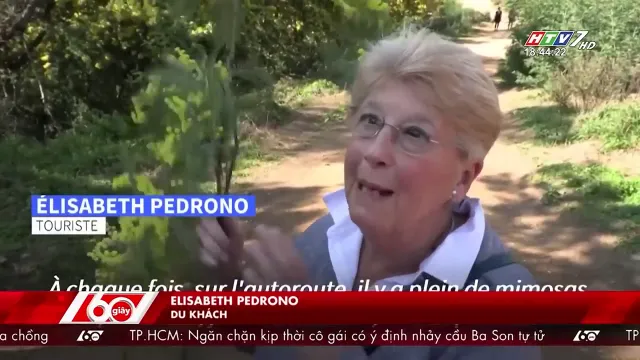 HTV7 HD
18:44:22
ÉLISABETH PEDRONO
TOURISTE
À chaque fois, sur l'autoroute, il y a plein de mimosas
60 giây
ELISABETH PEDRONO
DU KHÁCH
a chồng 60 TP.HCM: Ngăn chặn kịp thời cô gái có ý định nhảy cầu Ba Son tự tử 60